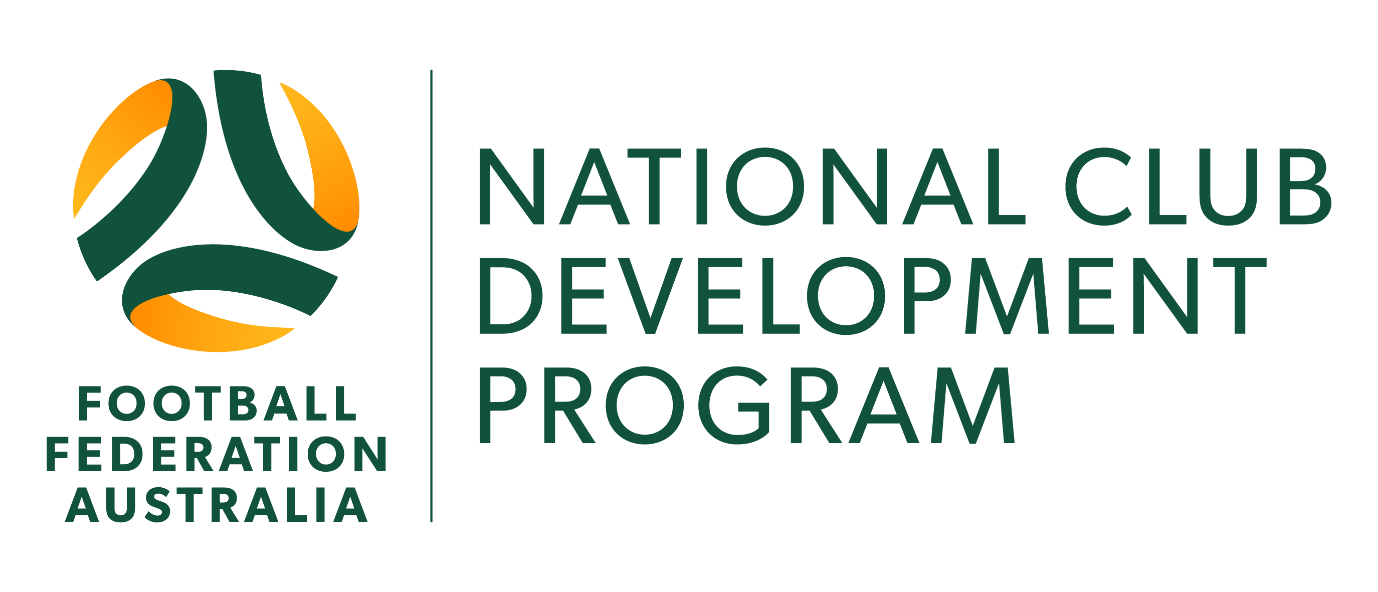 FOOTBALL
FEDERATION
AUSTRALIA
NATIONAL CLUB
DEVELOPMENT
PROGRAM